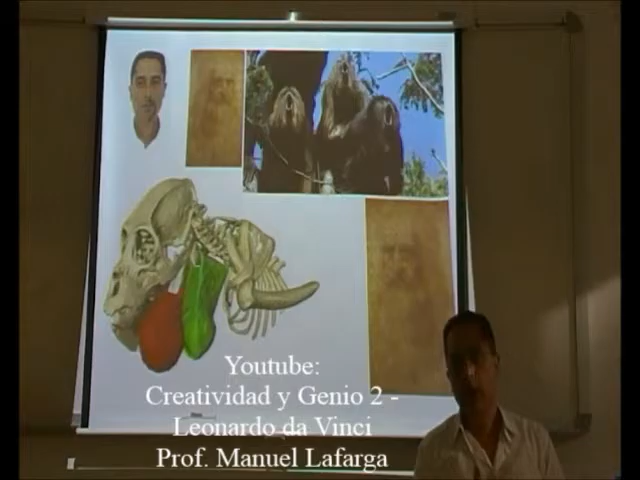 Youtube:
Creatividad y Genio 2 -
Leonardo da Vinci
Prof. Manuel Lafarga